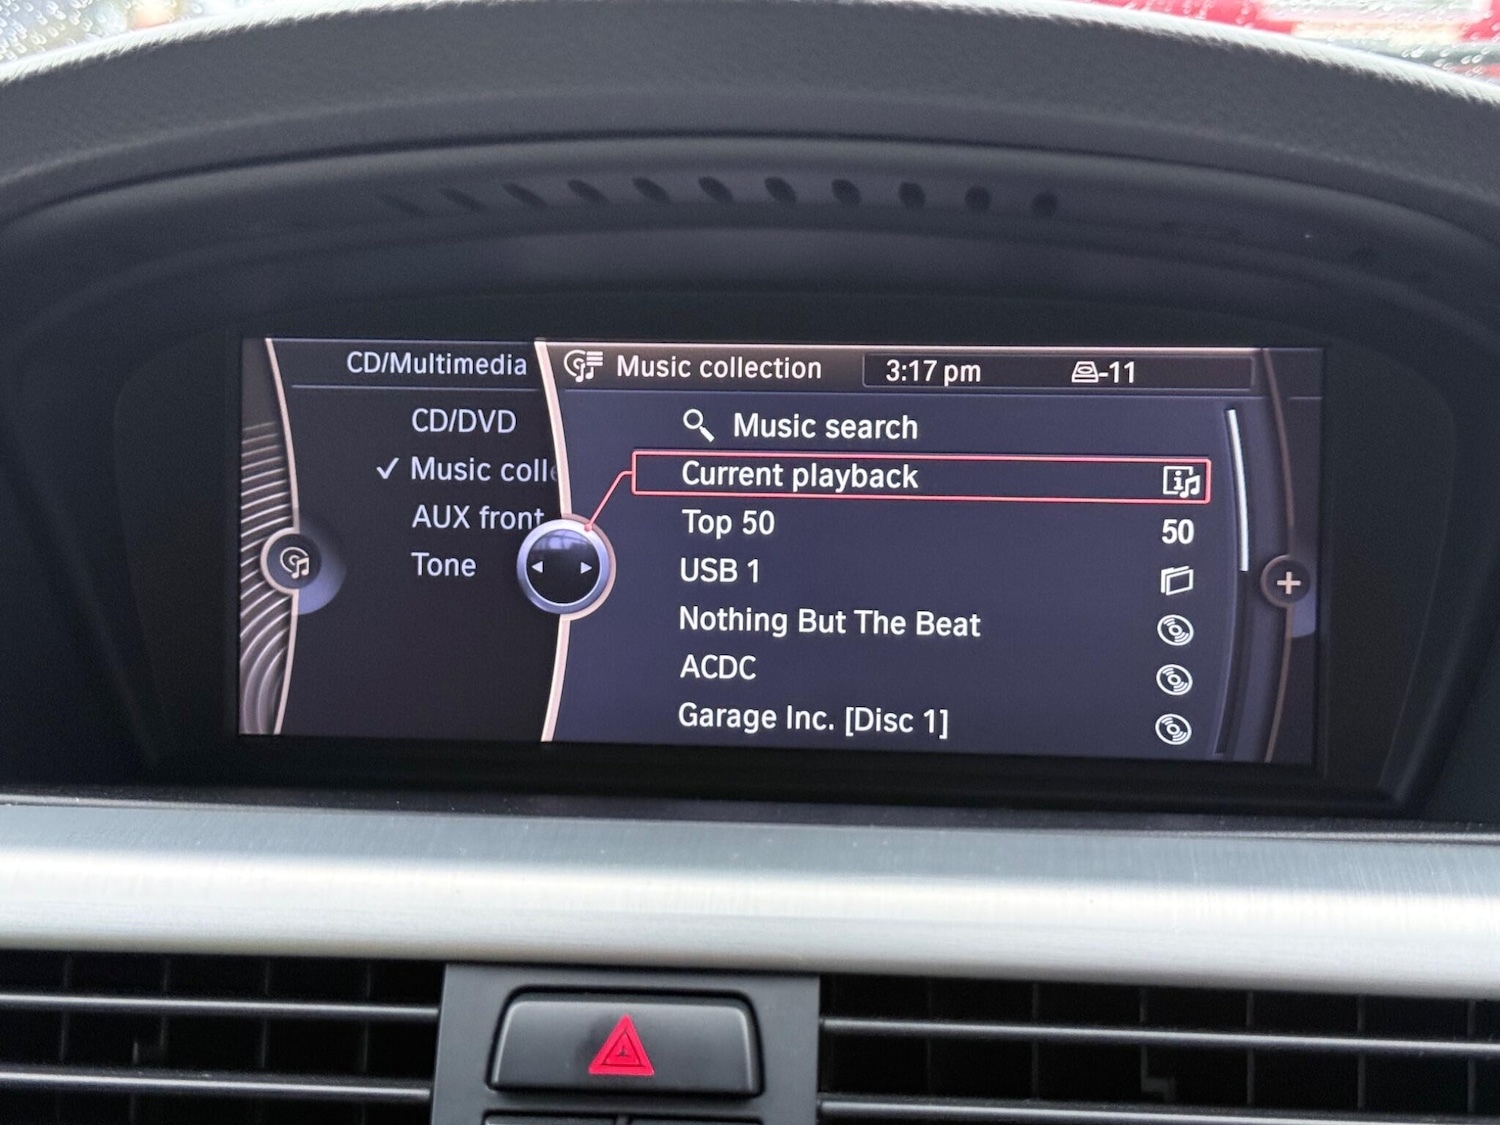 CD/Multimedia
CD/DVD
✓ Music colle
AUX front
Tone
Music collection
3:17 pm
-11
Music search
Current playback
Top 50
50
USB 1
Nothing But The Beat
ACDC
Garage Inc. [Disc 1]